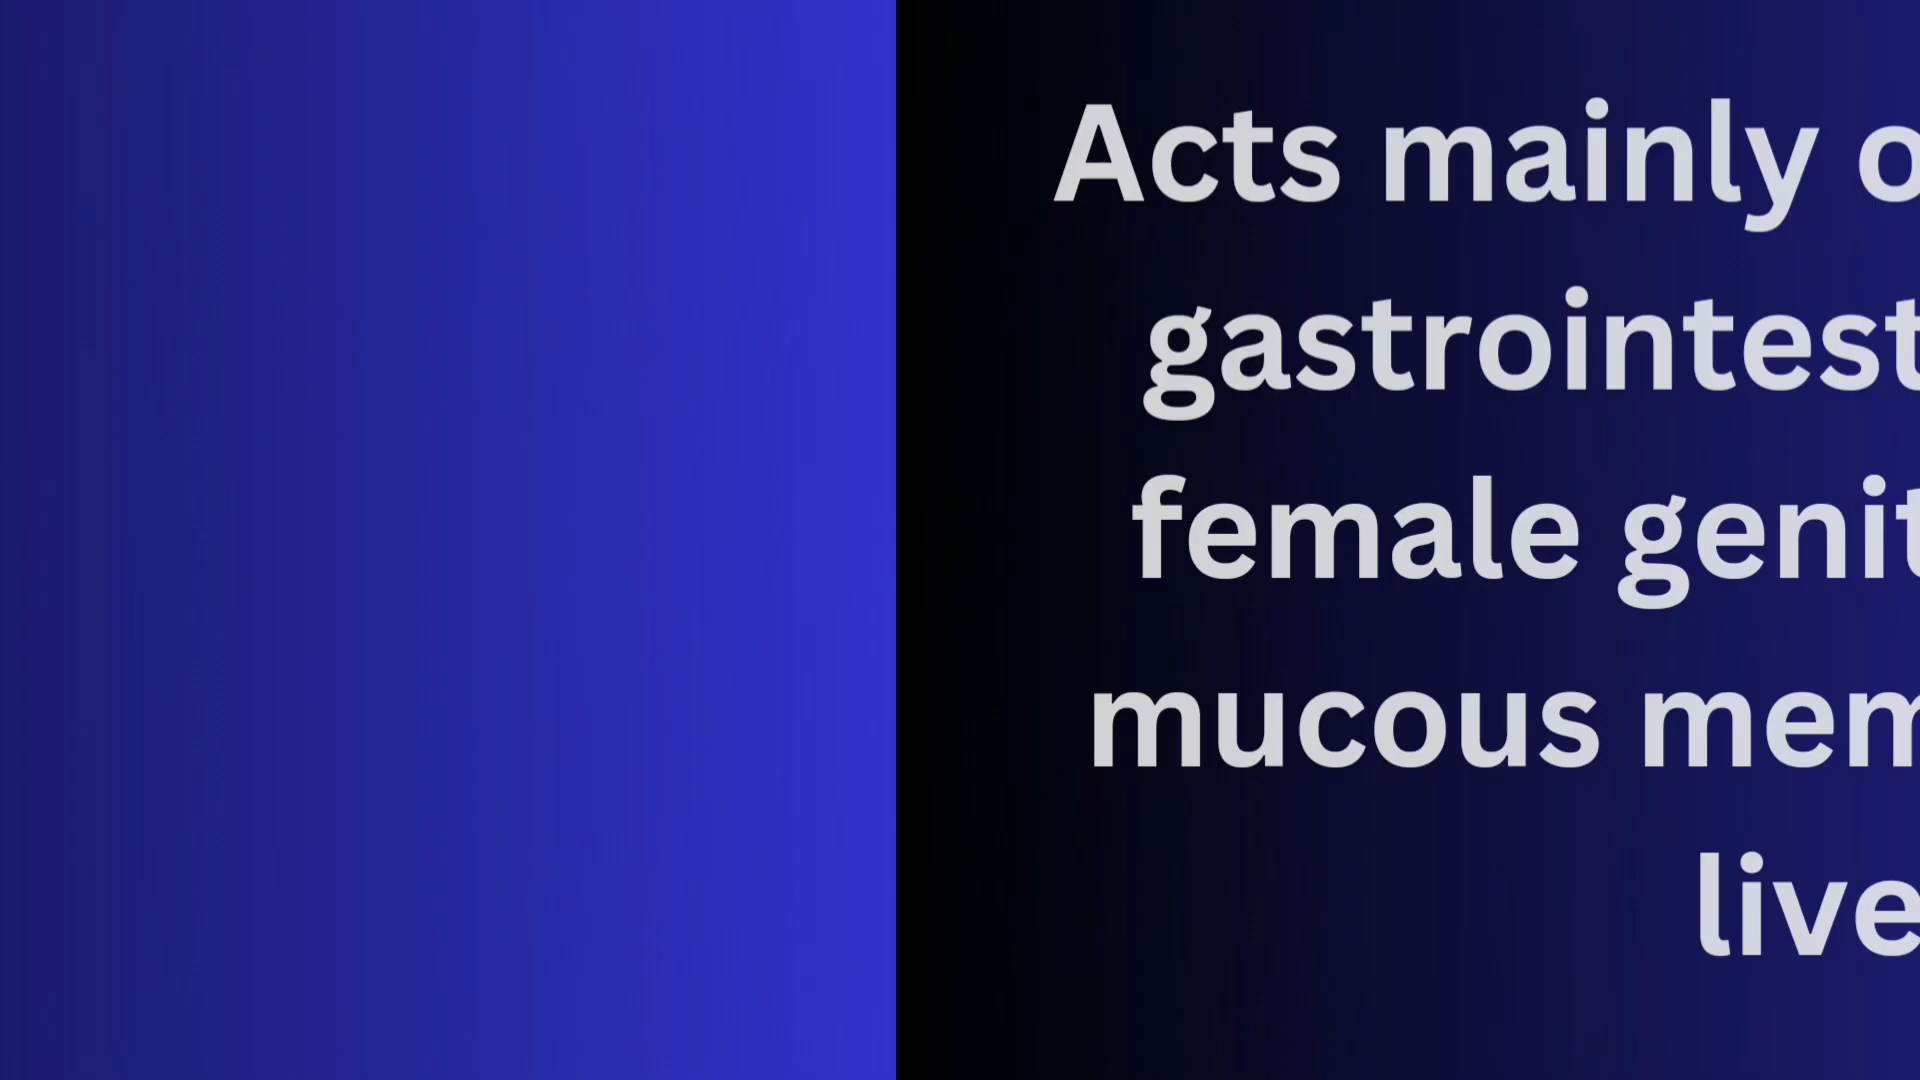 Acts mainly o
gastrointest
female genit
mucous mem
live